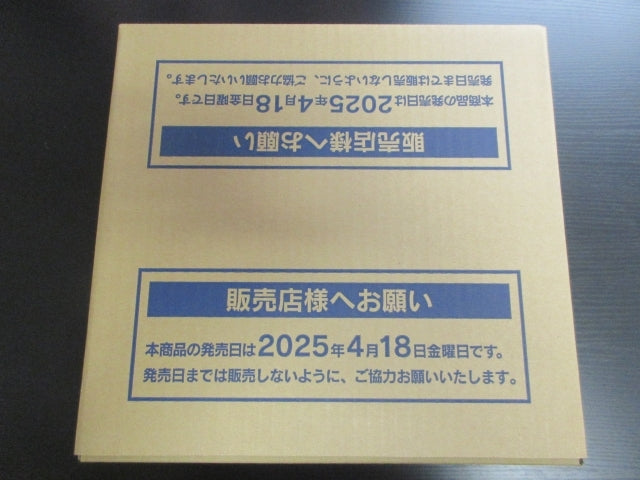 販売店様へお願い
本商品の発売日は2025年4月18日金曜日です。
発売日までは販売しないように、ご協力お願いいたします。
販売店様へお願い
本商品の発売日は2025年4月18日金曜日です。
発売日までは販売しないように、ご協力お願いいたします。